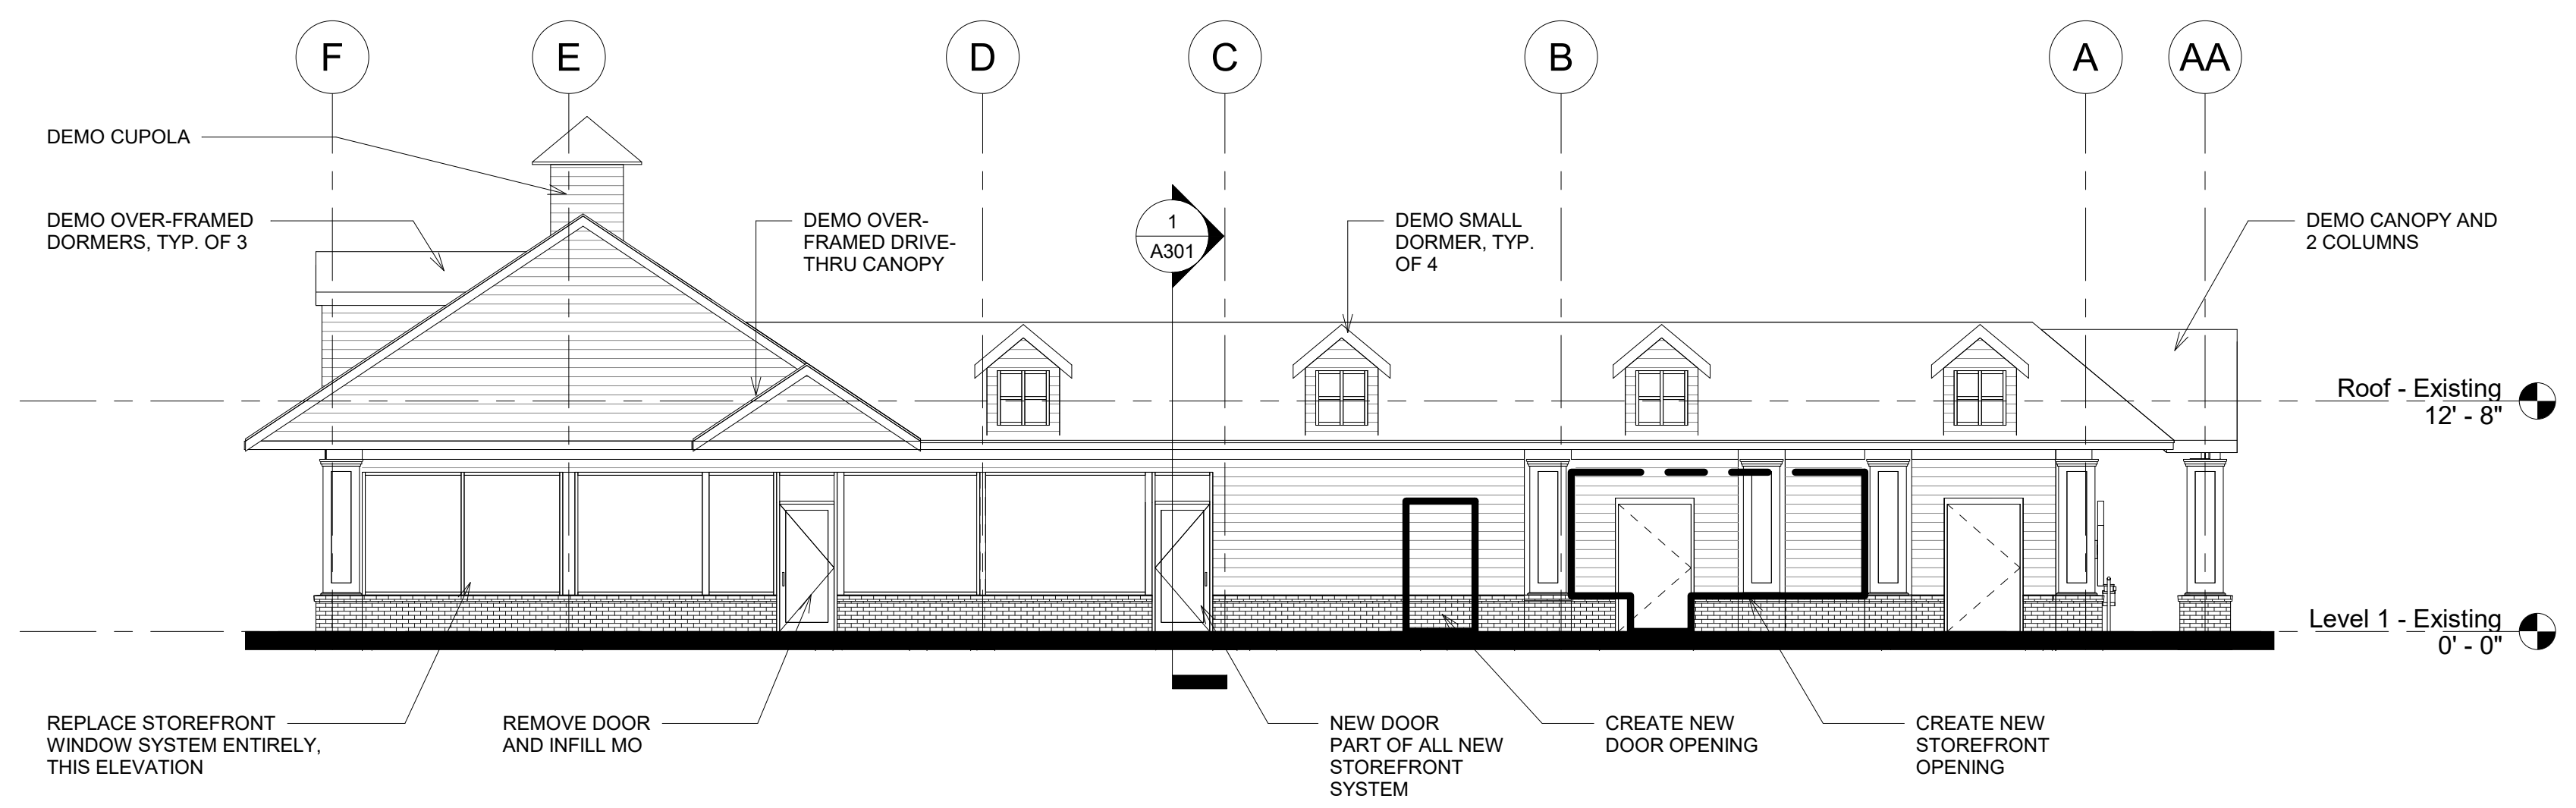 F
E
D
C
B
A
AA
DEMO CUPOLA
DEMO OVER-FRAMED
DORMERS, TYP. OF 3
DEMO OVER-
FRAMED DRIVE-
THRU CANOPY
1
A301
DEMO SMALL
DORMER, TYP.
OF 4
DEMO CANOPY AND
2 COLUMNS
Roof - Existing
12' - 8"
Level 1 - Existing
0' - 0"
REPLACE STOREFRONT
WINDOW SYSTEM ENTIRELY,
THIS ELEVATION
REMOVE DOOR
AND INFILL MO
NEW DOOR
PART OF ALL NEW
STOREFRONT
SYSTEM
CREATE NEW
DOOR OPENING
CREATE NEW
STOREFRONT
OPENING